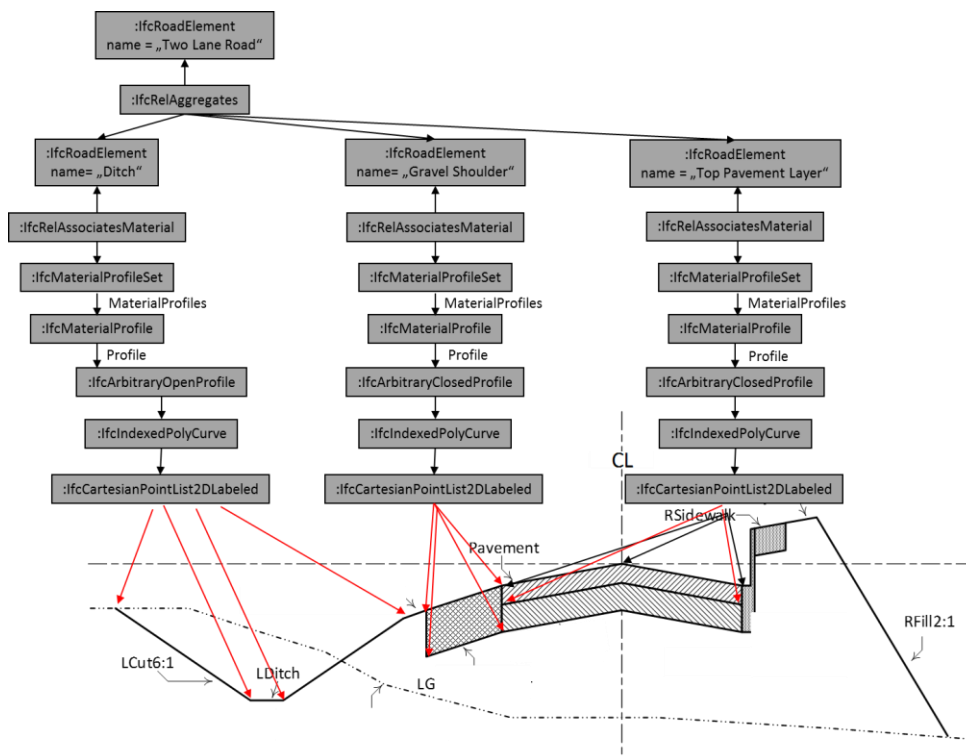 :IfcRoadElement
name = „Two Lane Road“
:IfcRelAggregates
:IfcRoadElement
name= „Ditch“
:IfcRoadElement
name= „Gravel Shoulder“
:IfcRoadElement
name = „Top Pavement Layer“
:IfcRelAssociatesMaterial
:IfcRelAssociatesMaterial
:IfcRelAssociatesMaterial
:IfcMaterialProfileSet
:IfcMaterialProfileSet
:IfcMaterialProfileSet
MaterialProfiles
MaterialProfiles
MaterialProfiles
:IfcMaterialProfile
:IfcMaterialProfile
:IfcMaterialProfile
Profile
Profile
Profile
:IfcArbitraryOpenProfile
:IfcArbitraryClosedProfile
:IfcArbitraryClosedProfile
:IfcIndexedPolyCurve
:IfcIndexedPolyCurve
:IfcIndexedPolyCurve
CL
:IfcCartesianPointList2DLabeled
:IfcCartesianPointList2DLabeled
:IfcCartesianPointList2DLabeled
RSidewalk
Pavement
LCut6:1
LDitch
LG
RFill2:1